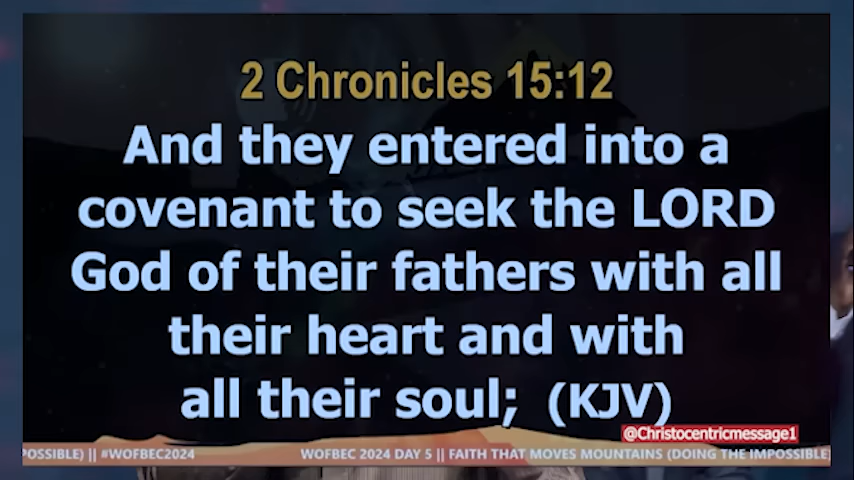 2 Chronicles 15:12
And they entered into a
covenant to seek the LORD
God of their fathers with all
their heart and with
all their soul; (KJV)
@Christocentricmessage1
POSSIBLE) || #WOFBEC2024 WOFBEC 2024 DAY 5 || FAITH THAT MOVES MOUNTAINS (DOING THE IMPOSSIBLE)